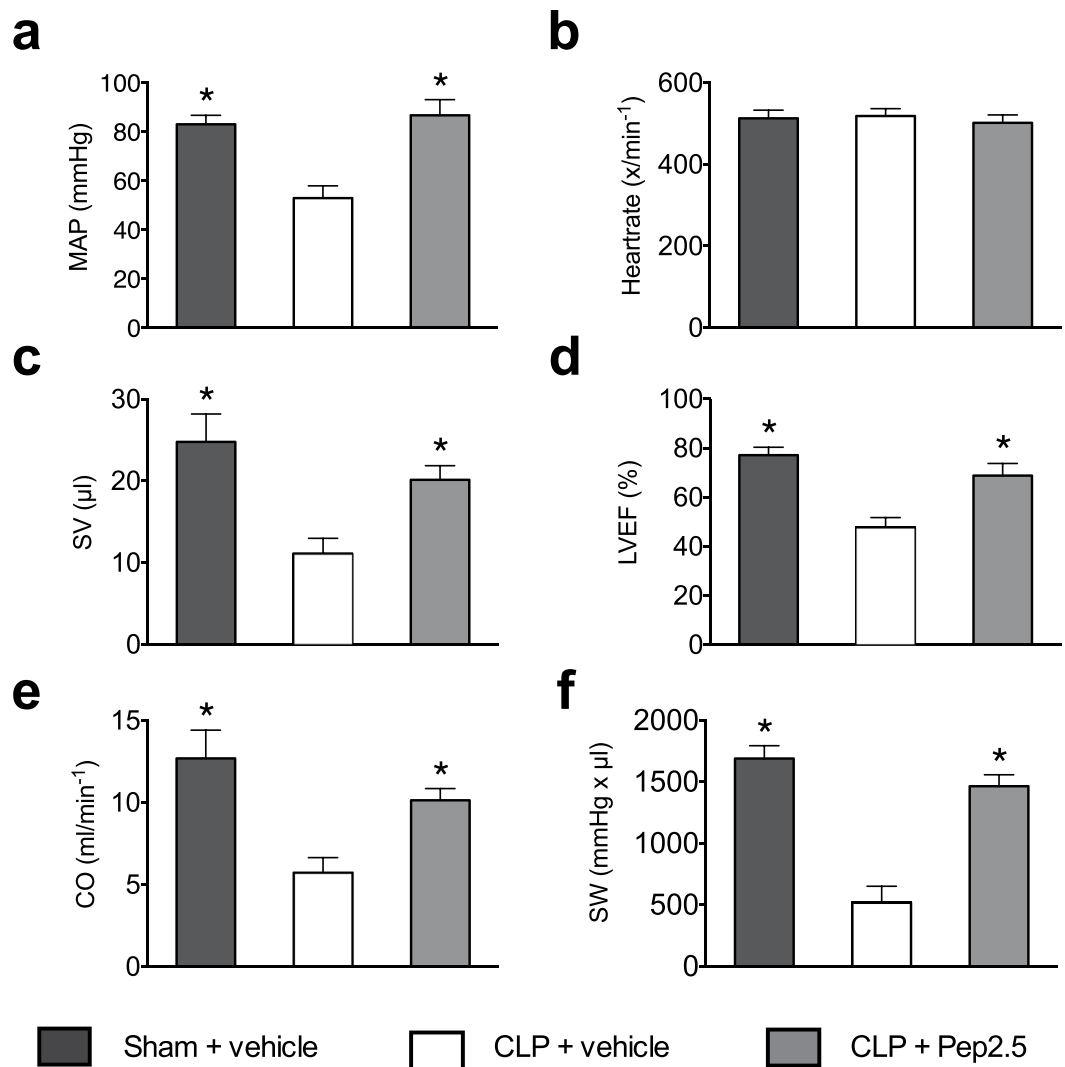 a
*
*
100
80
60
40
20
0
MAP (mmHg)
b
600
400
200
0
Heartrate (x/min⁻¹)
c
*
*
30
20
10
0
SV (µl)
d
*
*
100
80
60
40
20
0
LVEF (%)
e
*
*
15
10
5
0
CO (ml/min⁻¹)
f
*
*
2000
1500
1000
500
0
SW (mmHg x µl)
Sham + vehicle
CLP + vehicle
CLP + Pep2.5